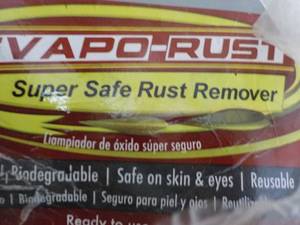 VAPO-RUST
Super Safe Rust Remover
Limpiador de óxido súper seguro
Biodegradable | Safe on skin & eyes | Reusable
Biodegradable | Seguro para piel y ojos | Reutiliz
Ready to